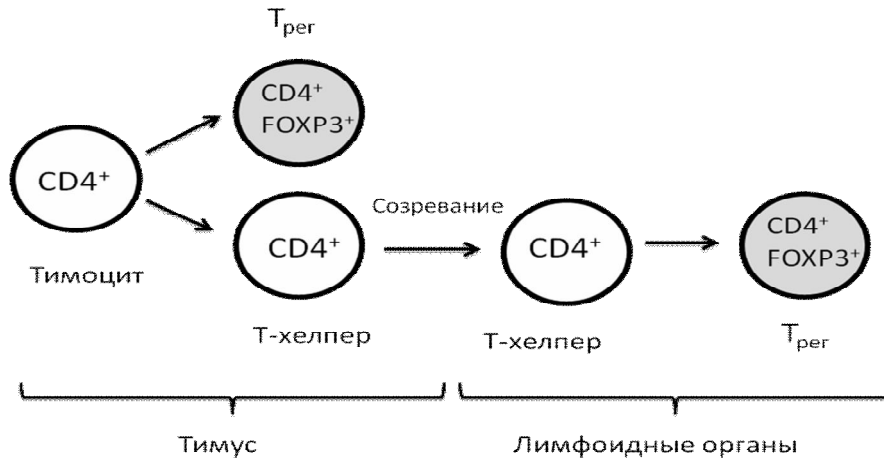 Tрег
CD4⁺
FOXP3⁺
CD4⁺
Тимоцит
CD4⁺
Т-хелпер
Созревание
CD4⁺
Т-хелпер
CD4⁺
FOXP3⁺
Tрег
Тимус
Лимфоидные органы